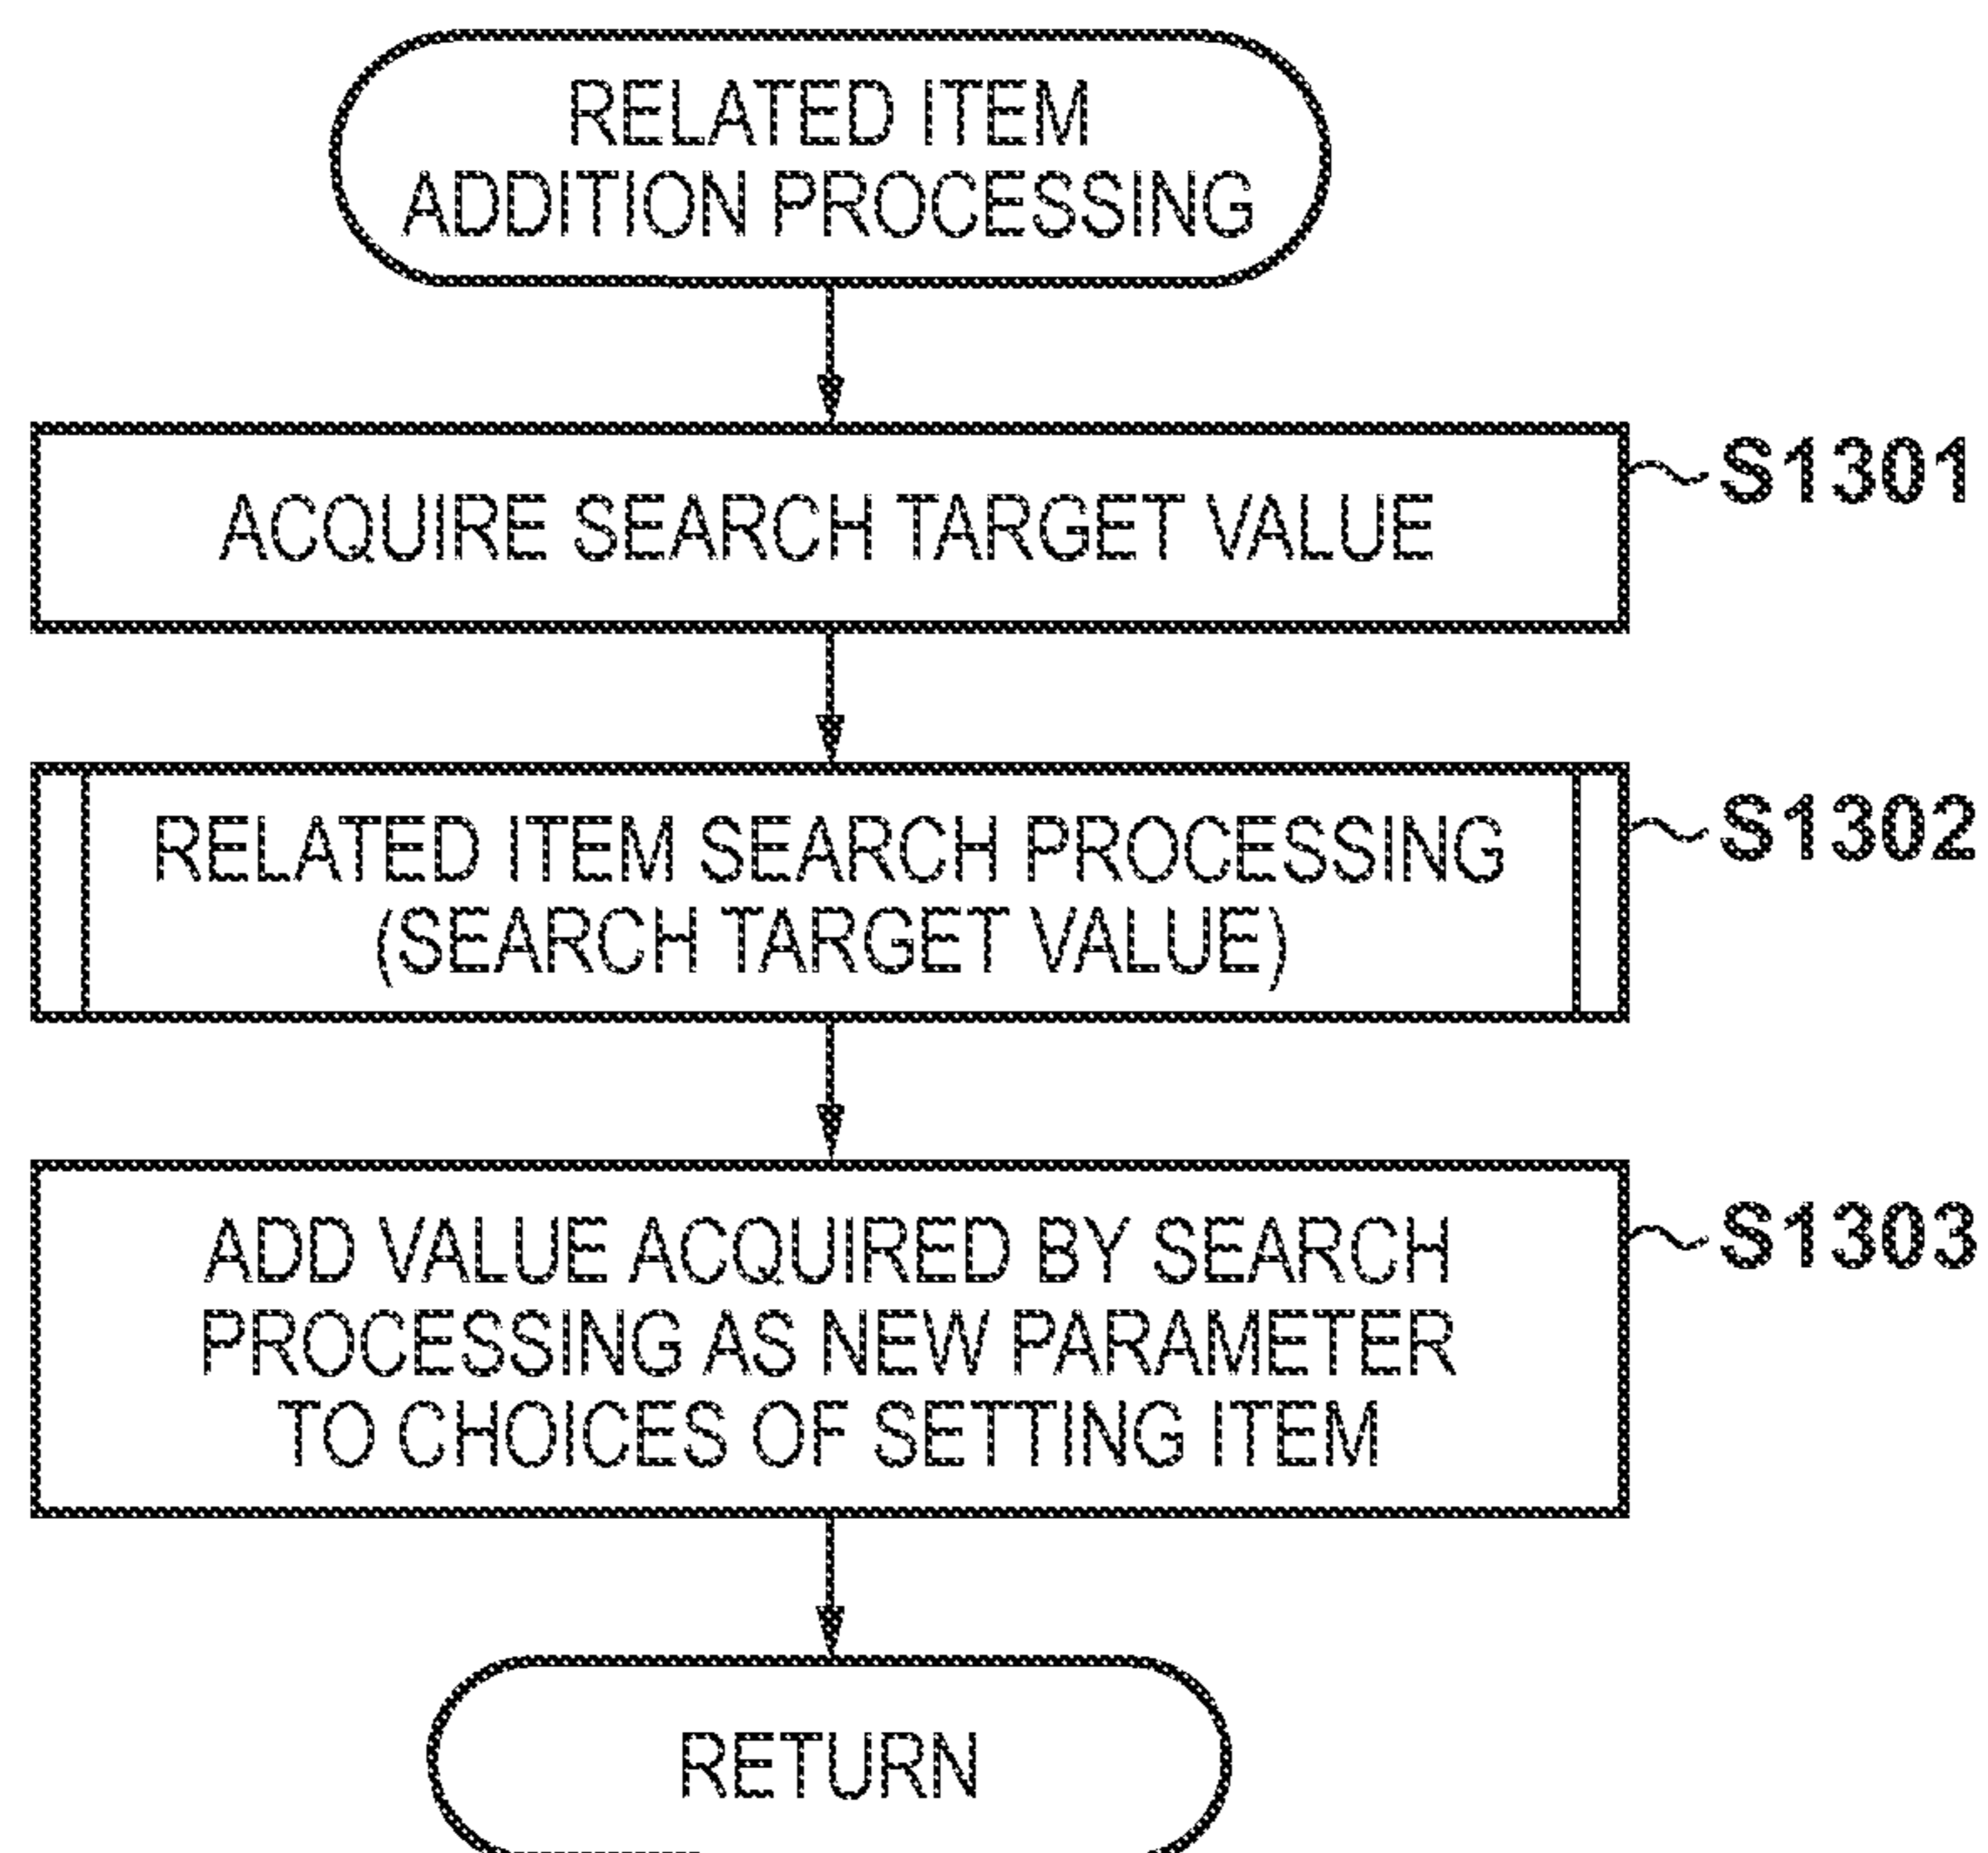 RELATED ITEM
ADDITION PROCESSING
ACQUIRE SEARCH TARGET VALUE
S1301
RELATED ITEM SEARCH PROCESSING
(SEARCH TARGET VALUE)
S1302
ADD VALUE ACQUIRED BY SEARCH
PROCESSING AS NEW PARAMETER
TO CHOICES OF SETTING ITEM
S1303
RETURN